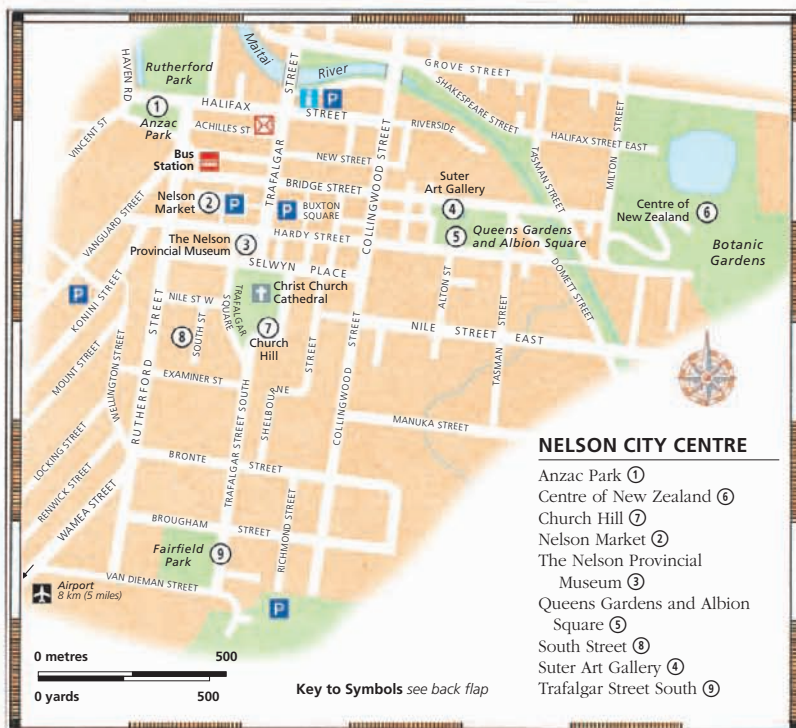 HAVEN RD
Rutherford
Park
Maitai
River
STREET
GROVE STREET
SHAKESPEARE STREET
①
Anzac
Park
HALIFAX
STREET
P
VINCENT ST
ACHILLES ST
RIVERSIDE
HALIFAX STREET EAST
MILTON STREET
TASMAN STREET
Bus
Station
NEW STREET
TRAFALGAR
COLLINGWOOD STREET
BRIDGE STREET
Suter
Art Gallery
④
Nelson
Market
②
P
P
BUXTON
SQUARE
Centre of
New Zealand
⑥
VANGUARD STREET
HARDY STREET
⑤
Queens Gardens
and Albion Square
Botanic
Gardens
The Nelson
Provincial Museum
③
SELWYN PLACE
DOMETT STREET
ALTON ST
P
KONINI STREET
NILE ST W
TRAFALGAR
SQUARE
Christ Church
Cathedral
⑧
SOUTH ST
⑦
Church
Hill
NILE STREET EAST
TASMAN STREET
MOUNT STREET
WELLINGTON STREET
RUTHERFORD STREET
EXAMINER ST
SHELBOURNE STREET
COLLINGWOOD STREET
MANUKA STREET
TRAFALGAR STREET SOUTH
LOCKING STREET
BRONTE STREET
RENWICK STREET
WAMEA STREET
BROUGHAM STREET
RICHMOND STREET
Fairfield
Park
⑨
VAN DIEMAN STREET
Airport
8 km (5 miles)
P
0 metres 500
0 yards 500
Key to Symbols see back flap
NELSON CITY CENTRE
Anzac Park ①
Centre of New Zealand ⑥
Church Hill ⑦
Nelson Market ②
The Nelson Provincial
Museum ③
Queens Gardens and Albion
Square ⑤
South Street ⑧
Suter Art Gallery ④
Trafalgar Street South ⑨